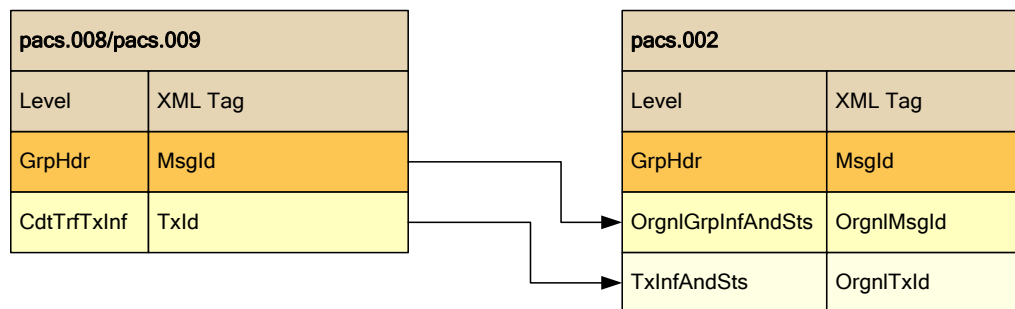 pacs.008/pacs.009
Level XML Tag
GrpHdr MsgId
CdtTrfTxInf TxId
pacs.002
Level XML Tag
GrpHdr MsgId
OrgnlGrpInfAndSts OrgnlMsgId
TxInfAndSts OrgnlTxId